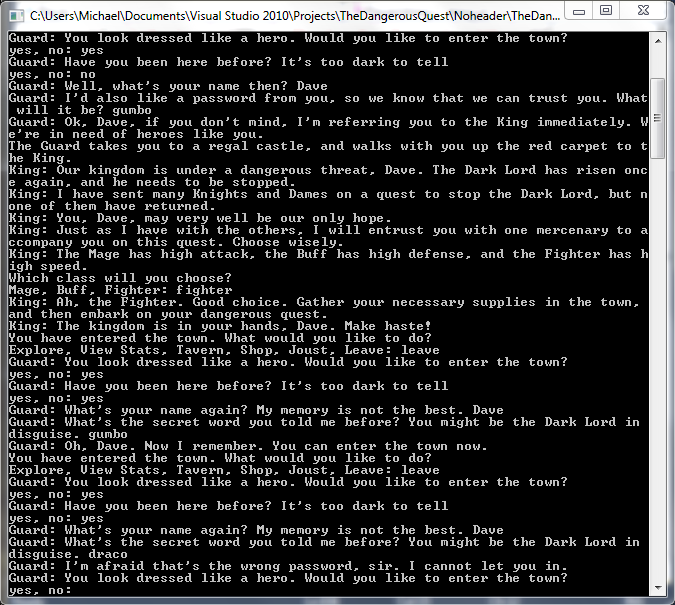 C:\Users\Michael\Documents\Visual Studio 2010\Projects\TheDangerousQuest\Noheader\TheDan...
Guard: You look dressed like a hero. Would you like to enter the town?
yes, no: yes
Guard: Have you been here before? It's too dark to tell
yes, no: no
Guard: Well, what's your name then? Dave
Guard: I'd also like a password from you, so we know that we can trust you. What
 will it be? gumbo
Guard: Ok, Dave, if you don't mind, I'm referring you to the King immediately. W
e're in need of heroes like you.
The Guard takes you to a regal castle, and walks with you up the red carpet to t
he King.
King: Our kingdom is under a dangerous threat, Dave. The Dark Lord has risen onc
e again, and he needs to be stopped.
King: I have sent many Knights and Dames on a quest to stop the Dark Lord, but n
one of them have returned.
King: You, Dave, may very well be our only hope.
King: Just as I have with the others, I will entrust you with one mercenary to a
ccompany you on this quest. Choose wisely.
King: The Mage has high attack, the Buff has high defense, and the Fighter has h
igh speed.
Which class will you choose?
Mage, Buff, Fighter: fighter
King: Ah, the Fighter. Good choice. Gather your necessary supplies in the town,
and then embark on your dangerous quest.
King: The kingdom is in your hands, Dave. Make haste!
You have entered the town. What would you like to do?
Explore, View Stats, Tavern, Shop, Joust, Leave: leave
Guard: You look dressed like a hero. Would you like to enter the town?
yes, no: yes
Guard: Have you been here before? It's too dark to tell
yes, no: yes
Guard: What's your name again? My memory is not the best. Dave
Guard: What's the secret word you told me before? You might be the Dark Lord in
disguise. gumbo
Guard: Oh, Dave. Now I remember. You can enter the town now.
You have entered the town. What would you like to do?
Explore, View Stats, Tavern, Shop, Joust, Leave: leave
Guard: You look dressed like a hero. Would you like to enter the town?
yes, no: yes
Guard: Have you been here before? It's too dark to tell
yes, no: yes
Guard: What's your name again? My memory is not the best. Dave
Guard: What's the secret word you told me before? You might be the Dark Lord in
disguise. draco
Guard: I'm afraid that's the wrong password, sir. I cannot let you in.
Guard: You look dressed like a hero. Would you like to enter the town?
yes, no: